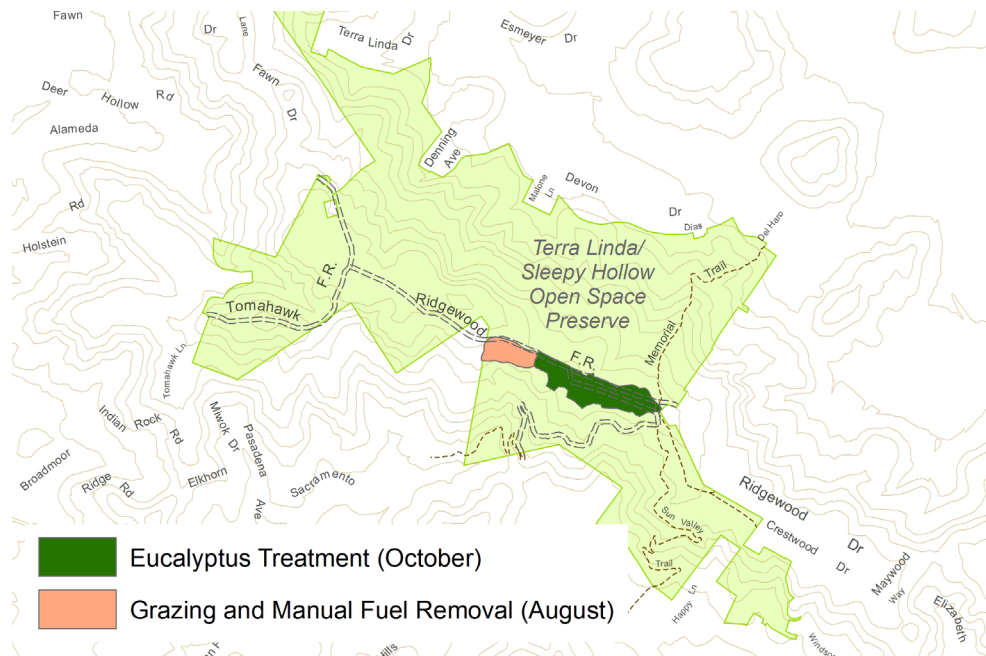 Fawn
Dr
Lane
Terra Linda Dr
Esmeyer Dr
Fawn
Dr
Deer Hollow Rd
Alameda
Denning
Ave
Malone
Ln
Devon
Dr
Dias
Del Haro
Rd
Holstein
Terra Linda/
Sleepy Hollow
Open Space
Preserve
Trail
Memorial
F.R.
Tomahawk
Ridgewood
F.R.
Tomahawk Ln
Indian Rock Rd
Miwok Dr
Pasadena
Ave
Broadmoor
Ridge Rd
Elkhorn
Sacramento
Ridgewood
Dr
Crestwood
Dr
Sun Valley
Trail
Happy Ln
Maywood
Way
Elizabeth
Eucalyptus Treatment (October)
Grazing and Manual Fuel Removal (August)